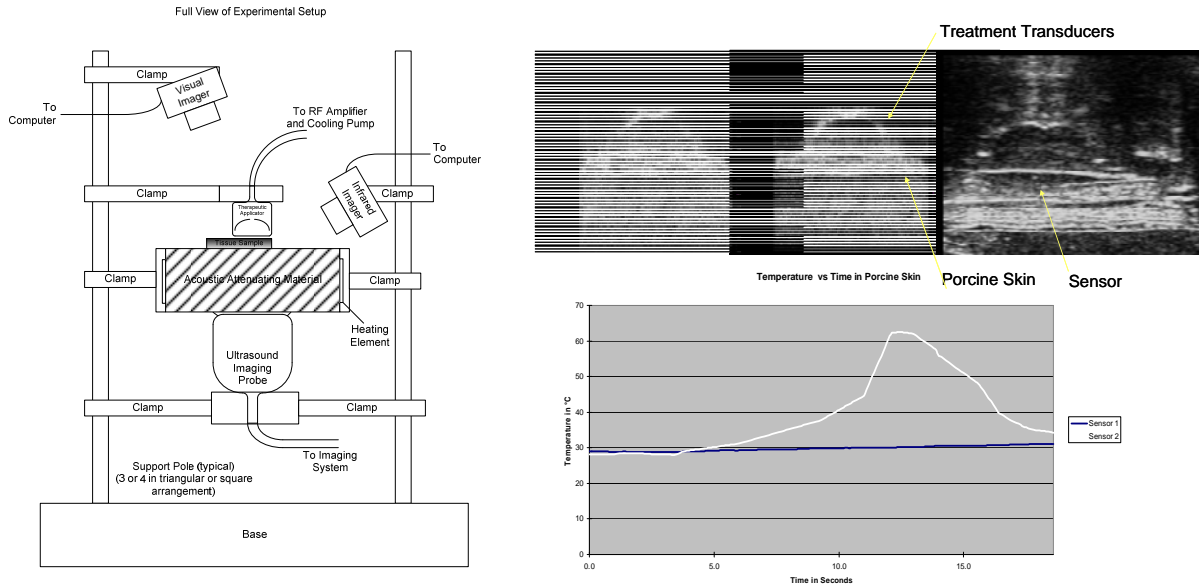 Full View of Experimental Setup
Clamp
Visual
Imager
To
Computer
To RF Amplifier
and Cooling Pump
To
Computer
Clamp
Therapeutic
Applicator
Infrared
Imager
Clamp
Tissue Sample
Clamp
Acoustic Attenuating Material
Clamp
Heating
Element
Ultrasound
Imaging
Probe
Clamp
Clamp
To Imaging
System
Support Pole (typical)
(3 or 4 in triangular or square
arrangement)
Base
Treatment Transducers
Porcine Skin
Sensor
Temperature vs Time in Porcine Skin
Temperature in °C
70
60
50
40
30
20
10
0
0.0
5.0
10.0
15.0
Time in Seconds
Sensor 1
Sensor 2